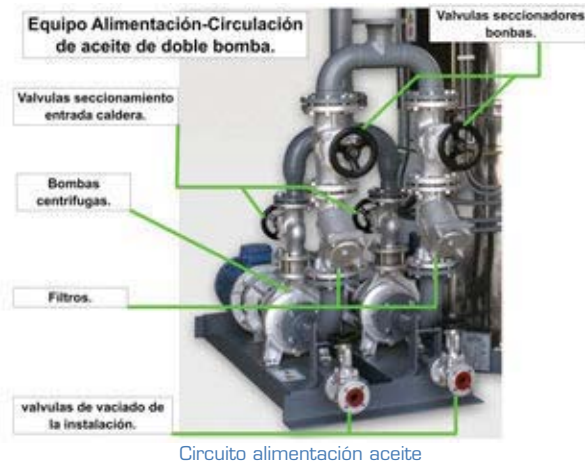 Equipo Alimentación-Circulación
de aceite de doble bomba.
Valvulas seccionadores
bonbas.
Valvulas seccionamiento
entrada caldera.
Bombas
centrifugas.
Filtros.
valvulas de vaciado de
la instalación.
Circuito alimentación aceite